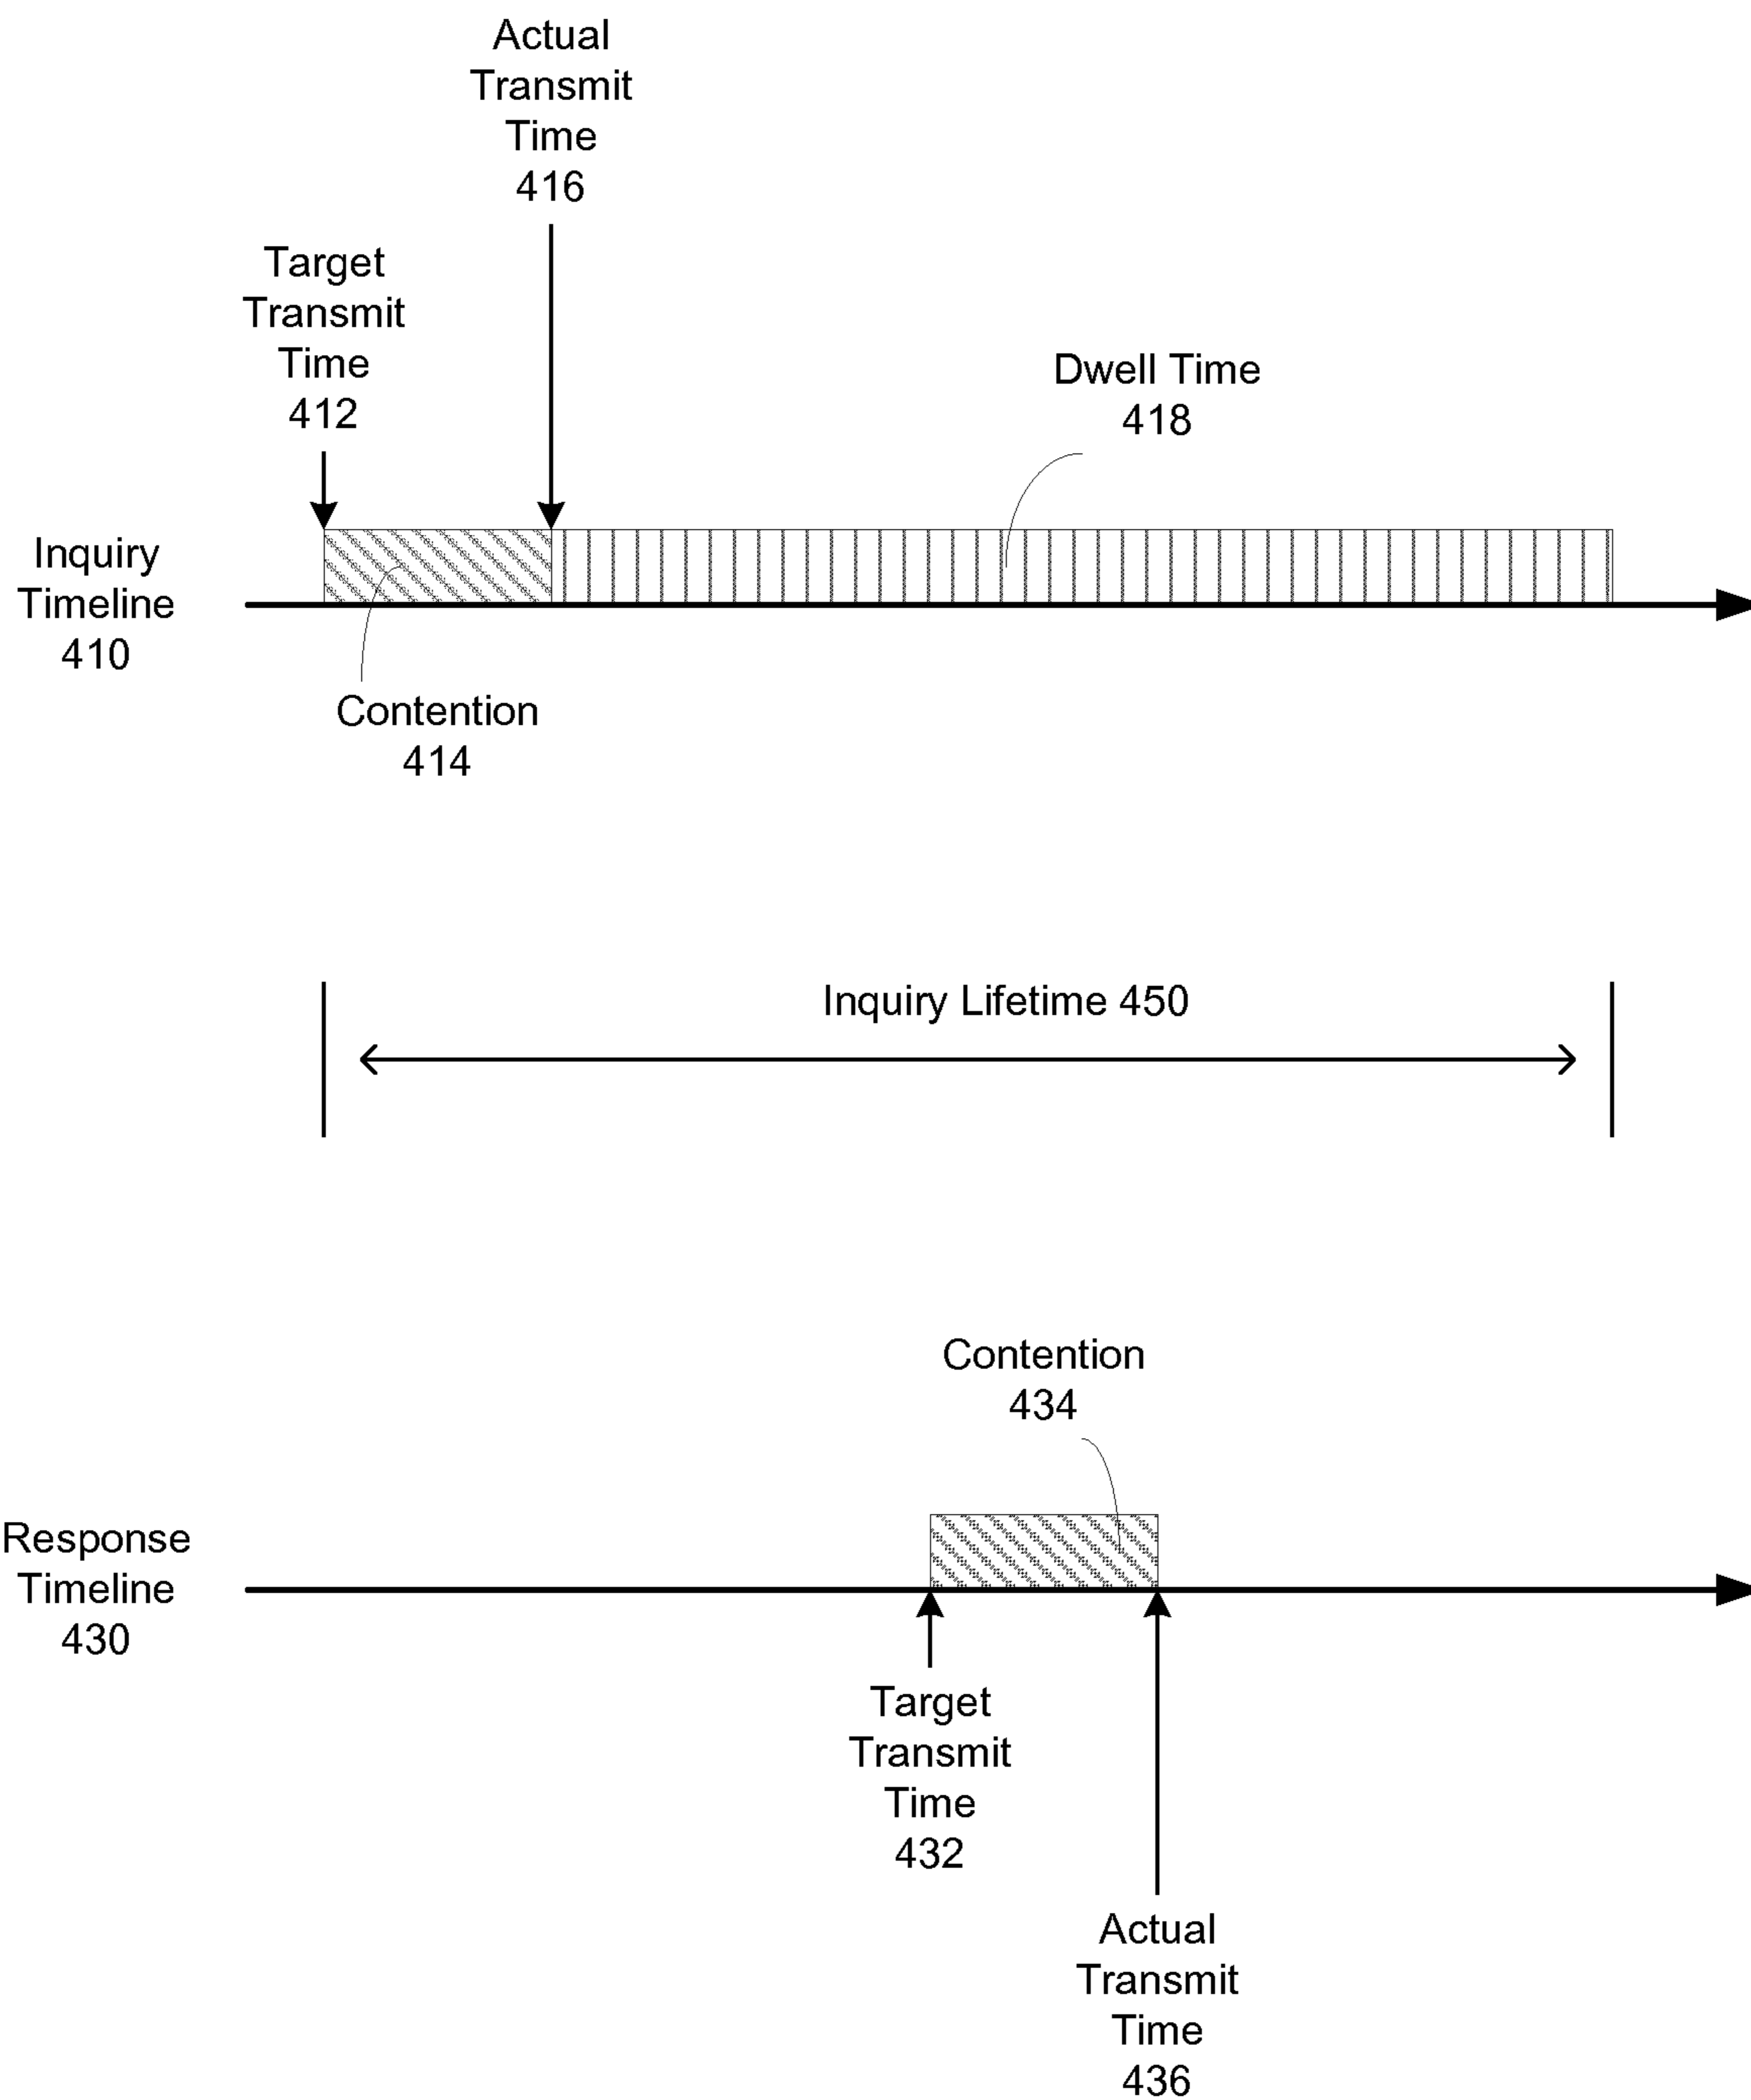 Actual
Transmit
Time
416
Target
Transmit
Time
412
Dwell Time
418
Inquiry
Timeline
410
Contention
414
Inquiry Lifetime 450
Contention
434
Response
Timeline
430
Target
Transmit
Time
432
Actual
Transmit
Time
436